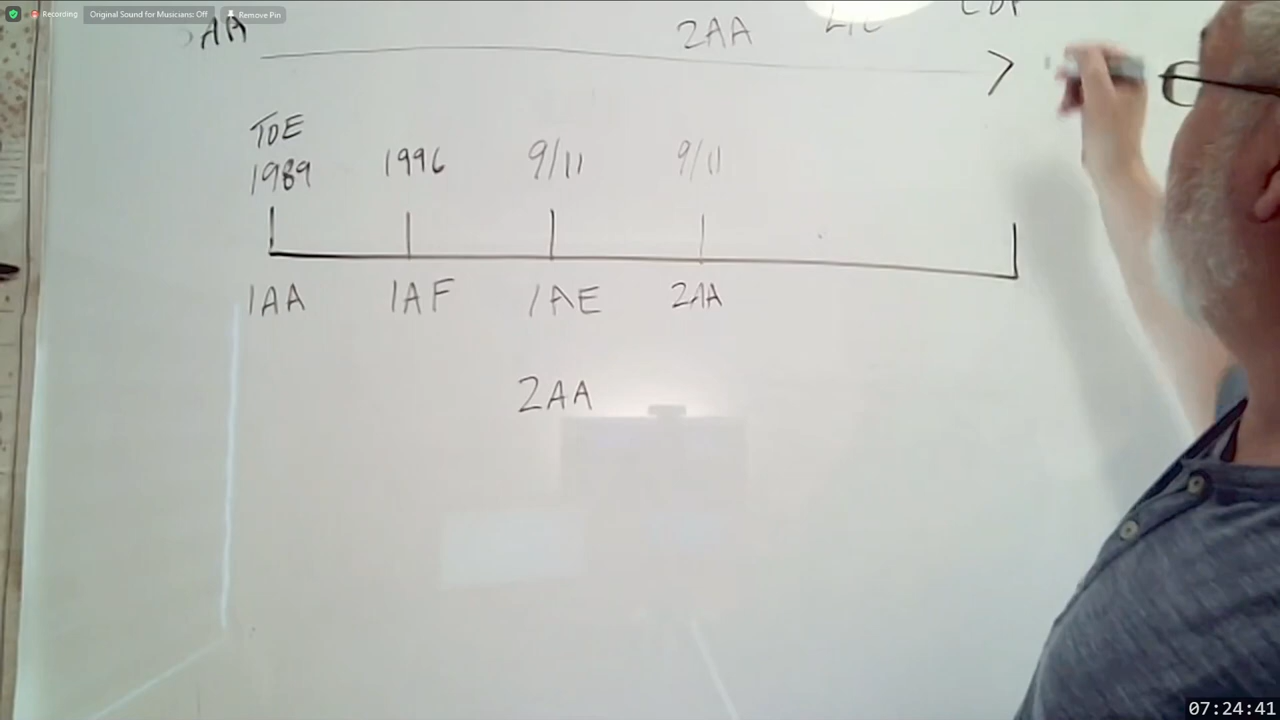 Recording Original Sound for Musicians: Off Remove Pin
AA 2AA
TOE
1989 1996 9/11 9/11
1AA 1AF 1AE 2AA
2AA
07:24:41